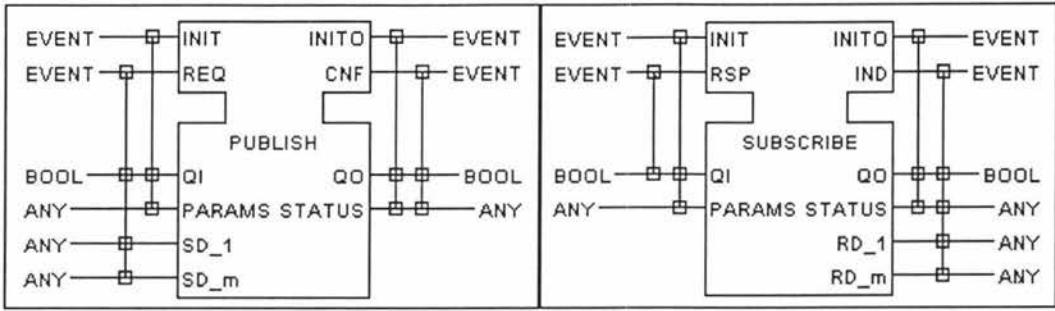 EVENT INIT INITO EVENT
EVENT REQ CNF EVENT
PUBLISH
BOOL QI QO BOOL
ANY PARAMS STATUS ANY
ANY SD_1
ANY SD_m
EVENT INIT INITO EVENT
EVENT RSP IND EVENT
SUBSCRIBE
BOOL QI QO BOOL
ANY PARAMS STATUS ANY
RD_1 ANY
RD_m ANY